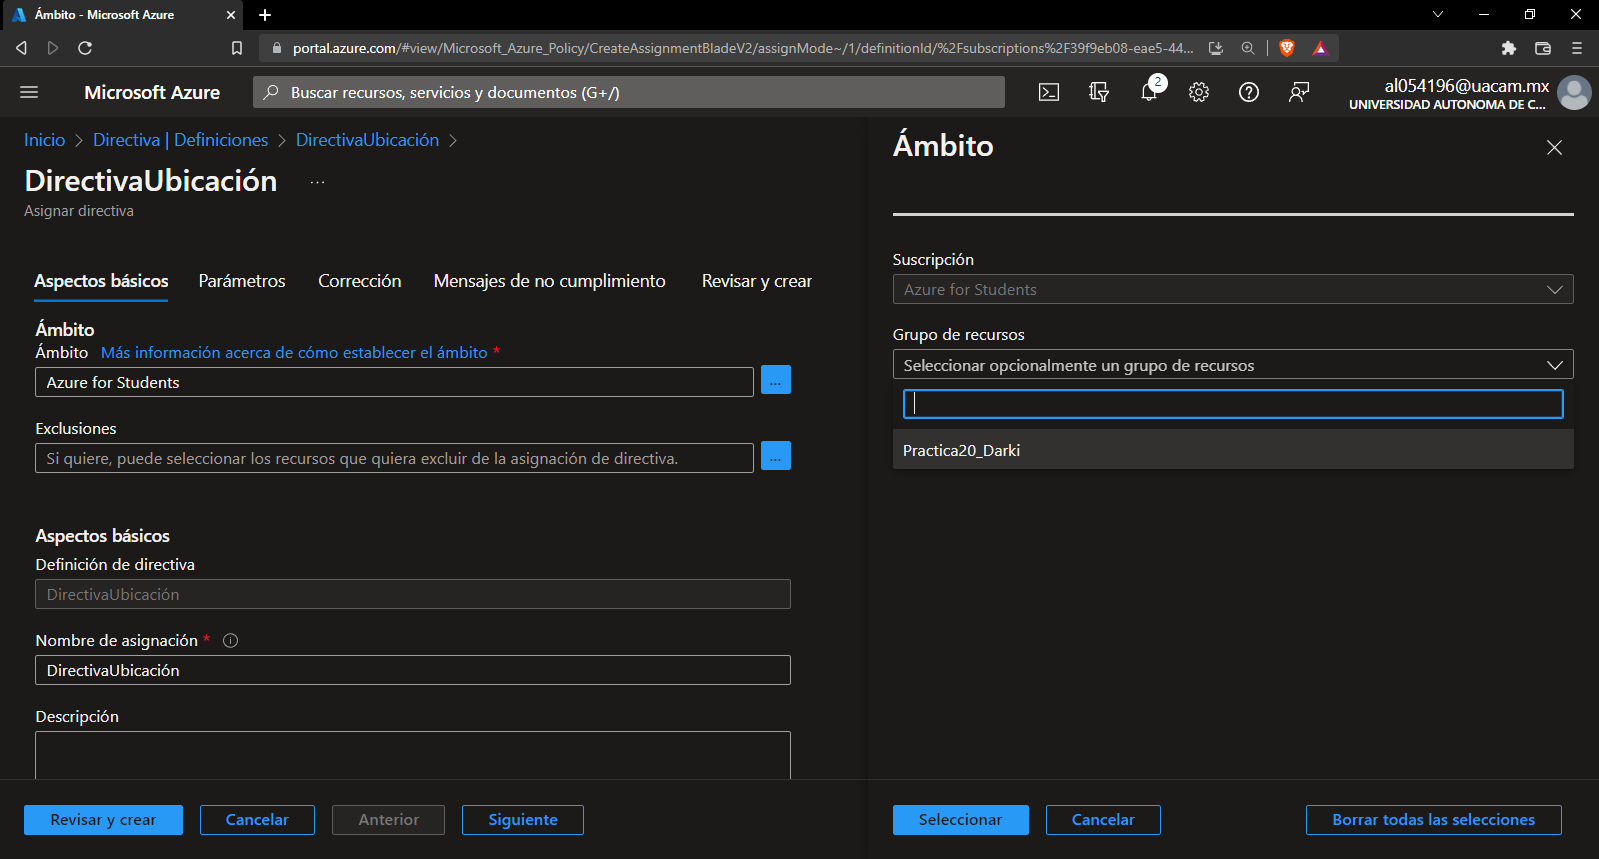 Ámbito - Microsoft Azure
portal.azure.com/#view/Microsoft_Azure_Policy/CreateAssignmentBladeV2/assignMode~/1/definitionId/%2Fsubscriptions%2F39f9eb08-eae5-44...
Microsoft Azure
Buscar recursos, servicios y documentos (G+/)
2
al054196@uacam.mx
UNIVERSIDAD AUTONOMA DE C...
Inicio > Directiva | Definiciones > DirectivaUbicación >
DirectivaUbicación ...
Asignar directiva
Aspectos básicos Parámetros Corrección Mensajes de no cumplimiento Revisar y crear
Ámbito
Ámbito Más información acerca de cómo establecer el ámbito *
Azure for Students
...
Exclusiones
Si quiere, puede seleccionar los recursos que quiera excluir de la asignación de directiva.
...
Aspectos básicos
Definición de directiva
DirectivaUbicación
Nombre de asignación *
DirectivaUbicación
Descripción
Revisar y crear Cancelar Anterior Siguiente
Ámbito
Suscripción
Azure for Students
Grupo de recursos
Seleccionar opcionalmente un grupo de recursos
Practica20_Darki
Seleccionar Cancelar Borrar todas las selecciones